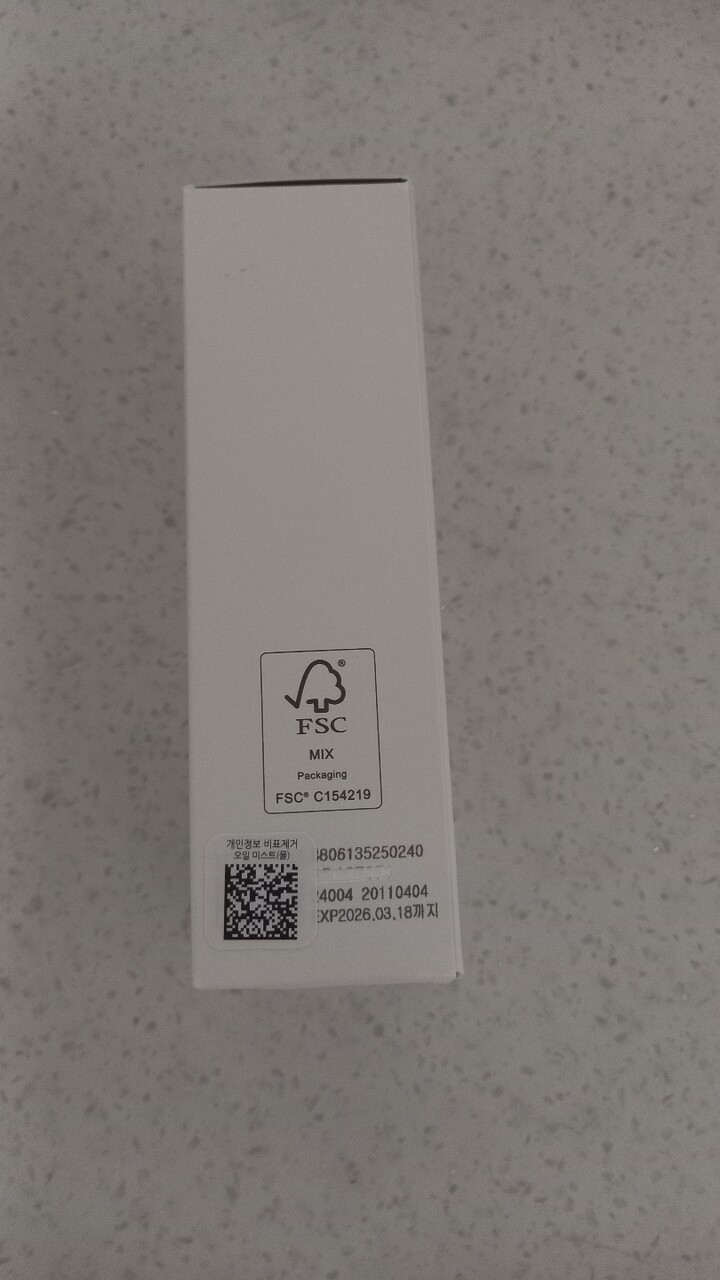 ®
FSC
MIX
Packaging
FSC® C154219
개인정보 비표제거
오일 미스트(물)
8806135250240
24004 20110404
EXP2026.03.18까지